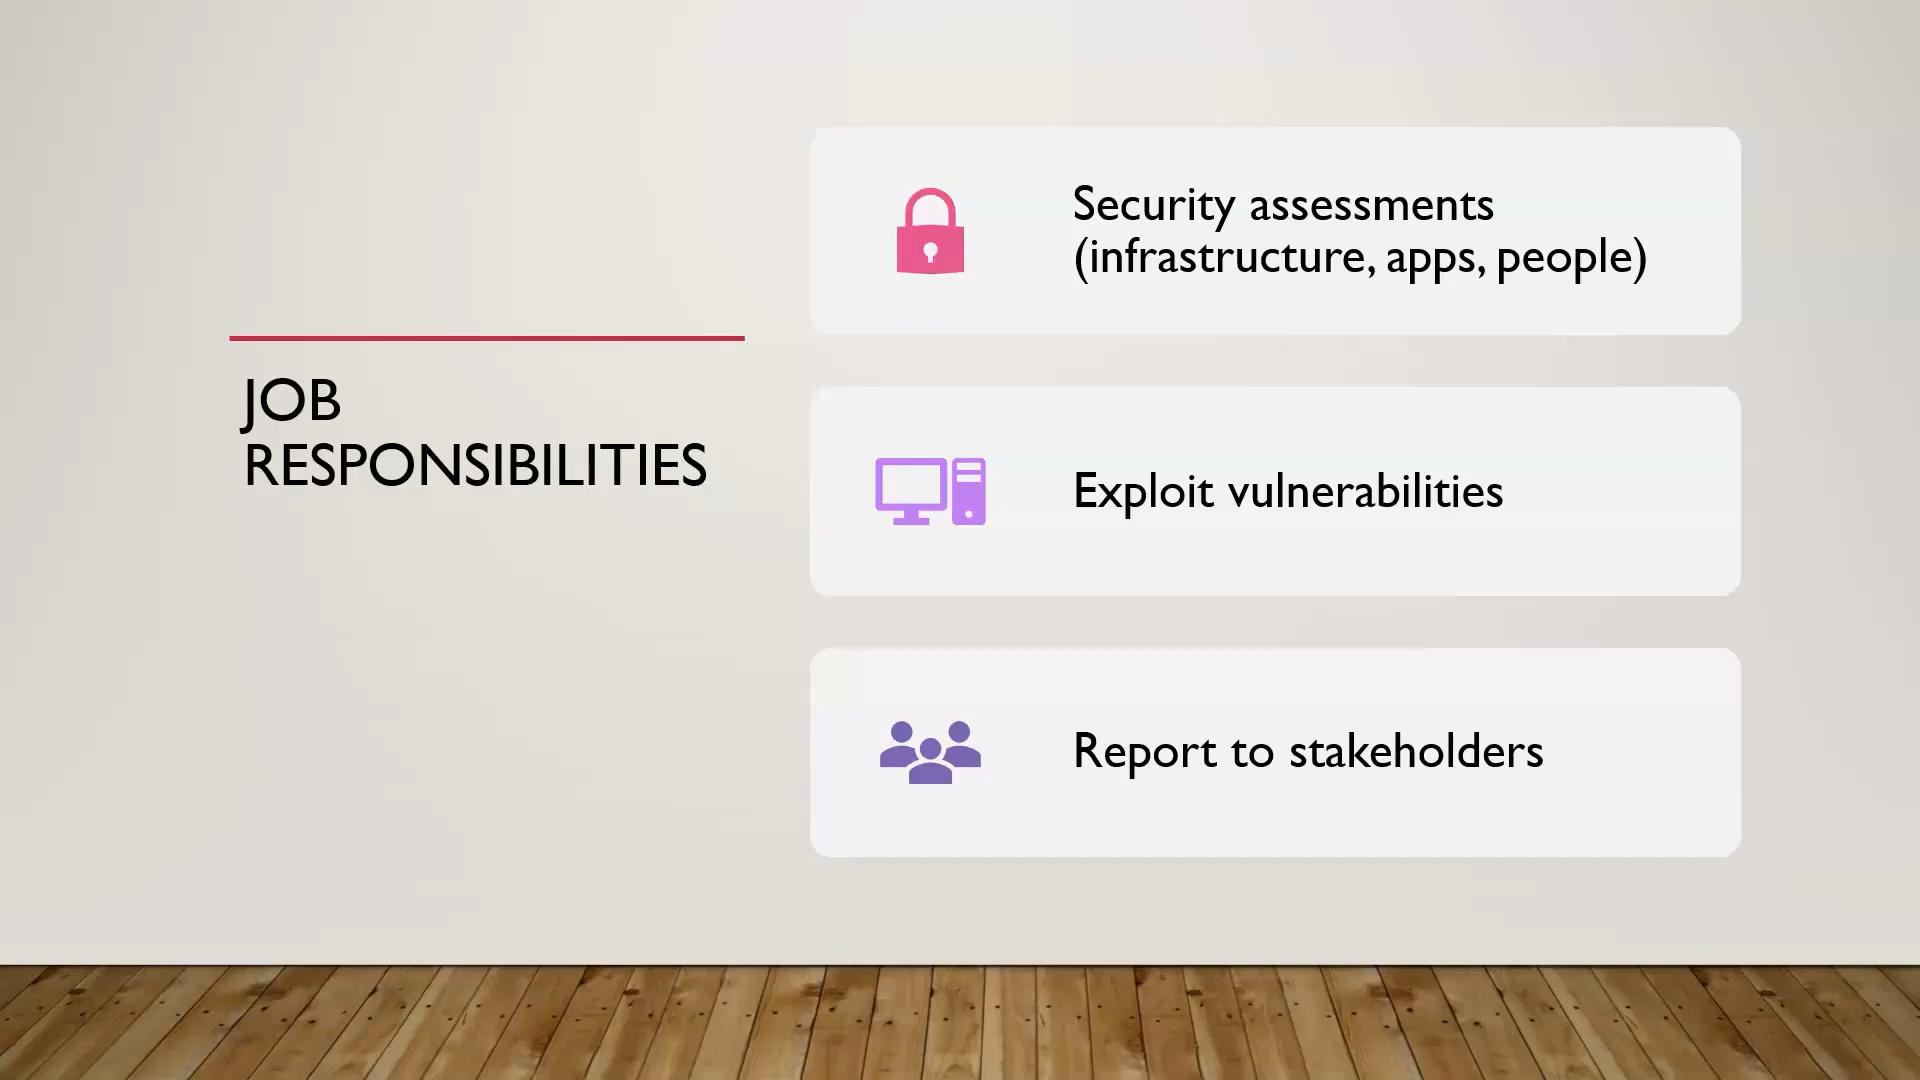 JOB
RESPONSIBILITIES
Security assessments
(infrastructure, apps, people)
Exploit vulnerabilities
Report to stakeholders